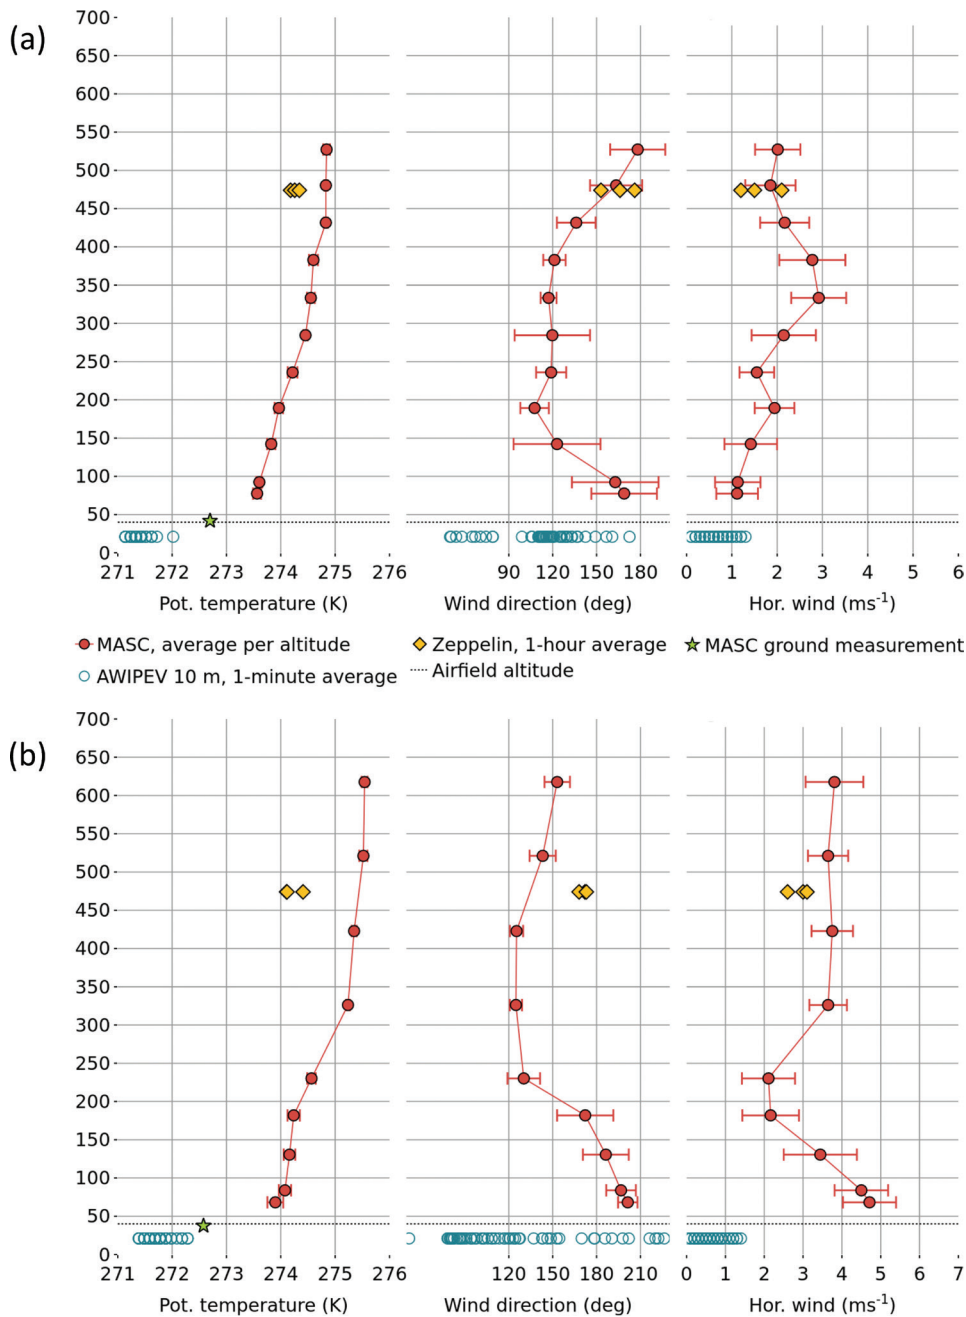 (a)
700
650
600
550
500
450
400
350
300
250
200
150
100
50
0
271 272 273 274 275 276
90 120 150 180
0 1 2 3 4 5 6
Pot. temperature (K)
Wind direction (deg)
Hor. wind (ms-1)
MASC, average per altitude
Zeppelin, 1-hour average
MASC ground measurement
AWIPEV 10 m, 1-minute average
Airfield altitude
(b)
700
650
600
550
500
450
400
350
300
250
200
150
100
50
0
271 272 273 274 275 276
120 150 180 210
0 1 2 3 4 5 6 7
Pot. temperature (K)
Wind direction (deg)
Hor. wind (ms-1)